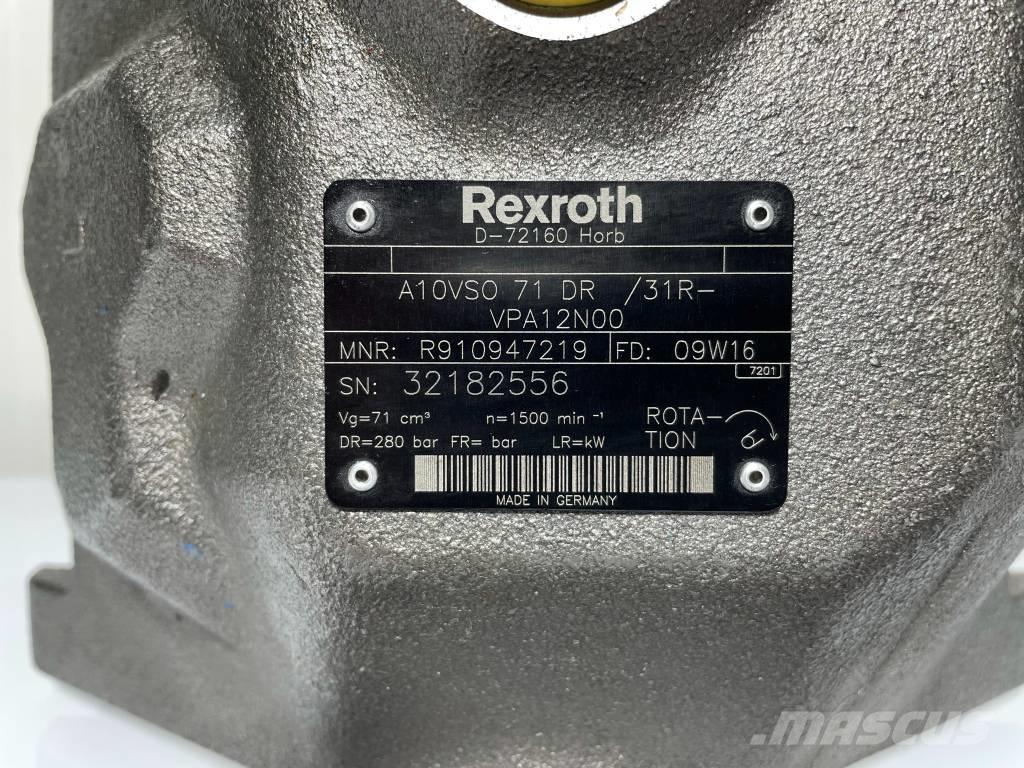 Rexroth
D-72160 Horb
A10VSO 71 DR /31R-
VPA12N00
MNR: R910947219 FD: 09W16
7201
SN: 32182556
Vg=71 cm³ n=1500 min⁻¹ ROTA-
DR=280 bar FR= bar LR=kW TION
MADE IN GERMANY
MASCUS